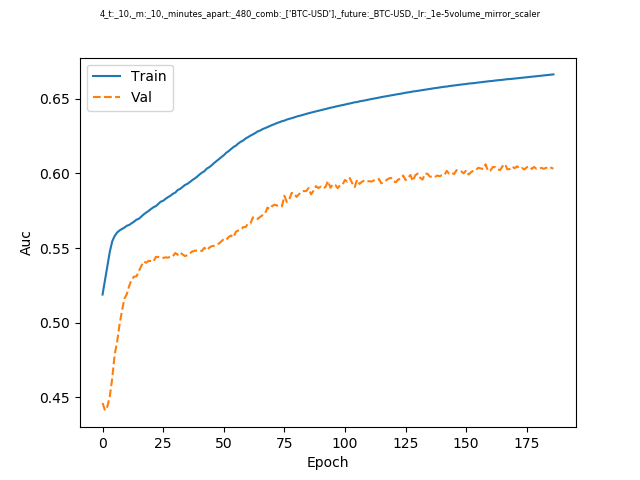 4_t:_10,_m:_10,_minutes_apart:_480_comb:_['BTC-USD'],_future:_BTC-USD,_lr:_1e-5volume_mirror_scaler
Train
Val
0.65
0.60
0.55
0.50
0.45
Auc
0 25 50 75 100 125 150 175
Epoch